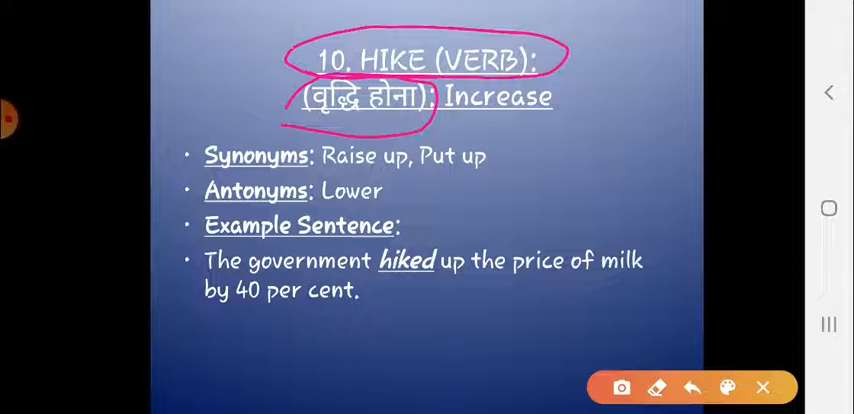 10. HIKE (VERB):
(वृद्धि होना): Increase
• Synonyms: Raise up, Put up
• Antonyms: Lower
• Example Sentence:
• The government hiked up the price of milk
by 40 per cent.